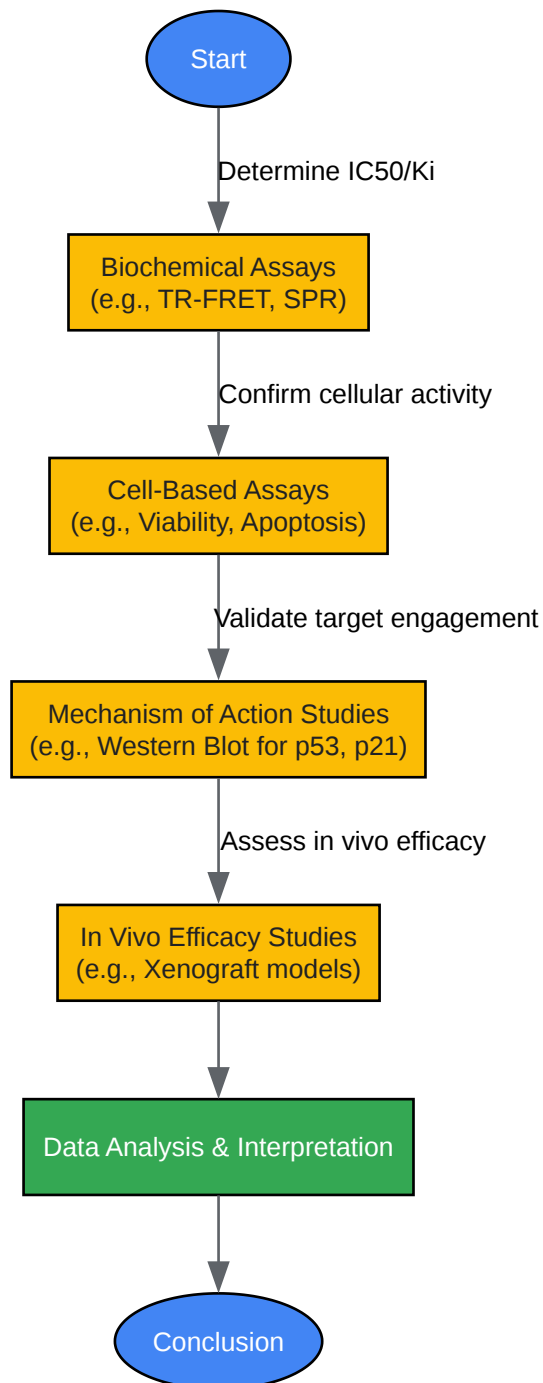 Start
Determine IC50/Ki
Biochemical Assays
(e.g., TR-FRET, SPR)
Confirm cellular activity
Cell-Based Assays
(e.g., Viability, Apoptosis)
Validate target engagement
Mechanism of Action Studies
(e.g., Western Blot for p53, p21)
Assess in vivo efficacy
In Vivo Efficacy Studies
(e.g., Xenograft models)
Data Analysis & Interpretation
Conclusion